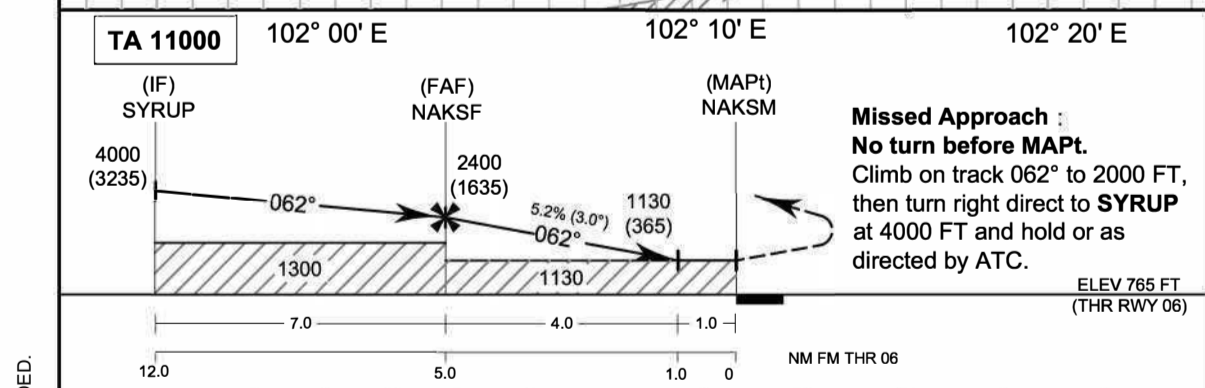 102° 00' E
102° 10' E
102° 20' E
TA 11000
(IF)
SYRUP
(FAF)
NAKSF
(MAPt)
NAKSM
4000
(3235)
2400
(1635)
1130
(365)
062°
5.2% (3.0°)
062°
1300
1130
Missed Approach :
No turn before MAPt.
Climb on track 062° to 2000 FT,
then turn right direct to SYRUP
at 4000 FT and hold or as
directed by ATC.
ELEV 765 FT
(THR RWY 06)
7.0
4.0
1.0
NM FM THR 06
12.0
5.0
1.0
0
DED.